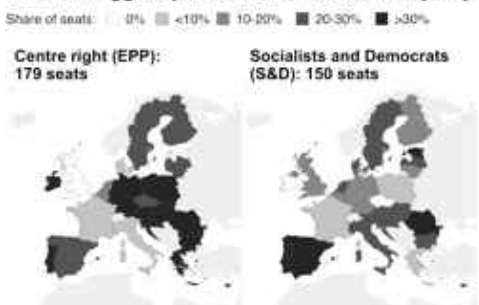 Share of seats: 0% <10% 10-20% 20-30% >30%
Centre right (EPP):
179 seats
Socialists and Democrats
(S&D): 150 seats